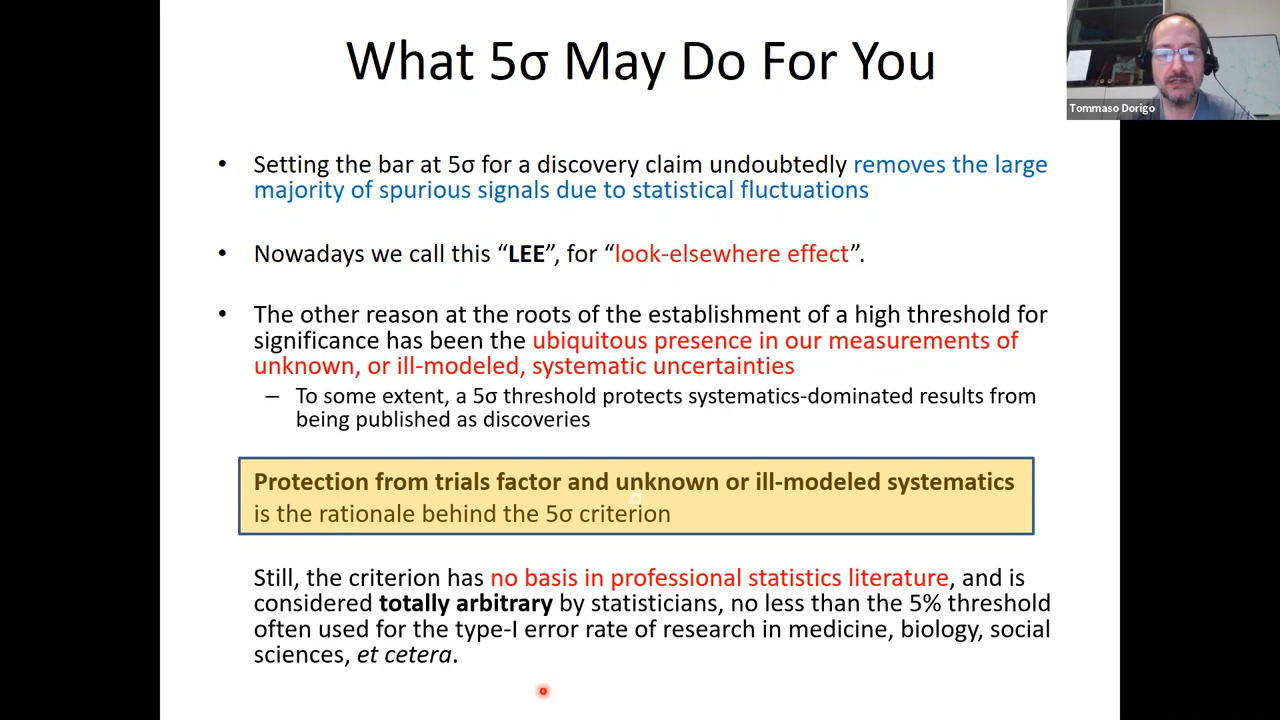 What 5σ May Do For You
Tommaso Dorigo
• Setting the bar at 5σ for a discovery claim undoubtedly removes the large
majority of spurious signals due to statistical fluctuations
• Nowadays we call this “LEE”, for “look-elsewhere effect”.
• The other reason at the roots of the establishment of a high threshold for
significance has been the ubiquitous presence in our measurements of
unknown, or ill-modeled, systematic uncertainties
– To some extent, a 5σ threshold protects systematics-dominated results from
being published as discoveries
Protection from trials factor and unknown or ill-modeled systematics
d
is the rationale behind the 5σ criterion
Still, the criterion has no basis in professional statistics literature, and is
considered totally arbitrary by statisticians, no less than the 5% threshold
often used for the type-I error rate of research in medicine, biology, social
sciences, et cetera.